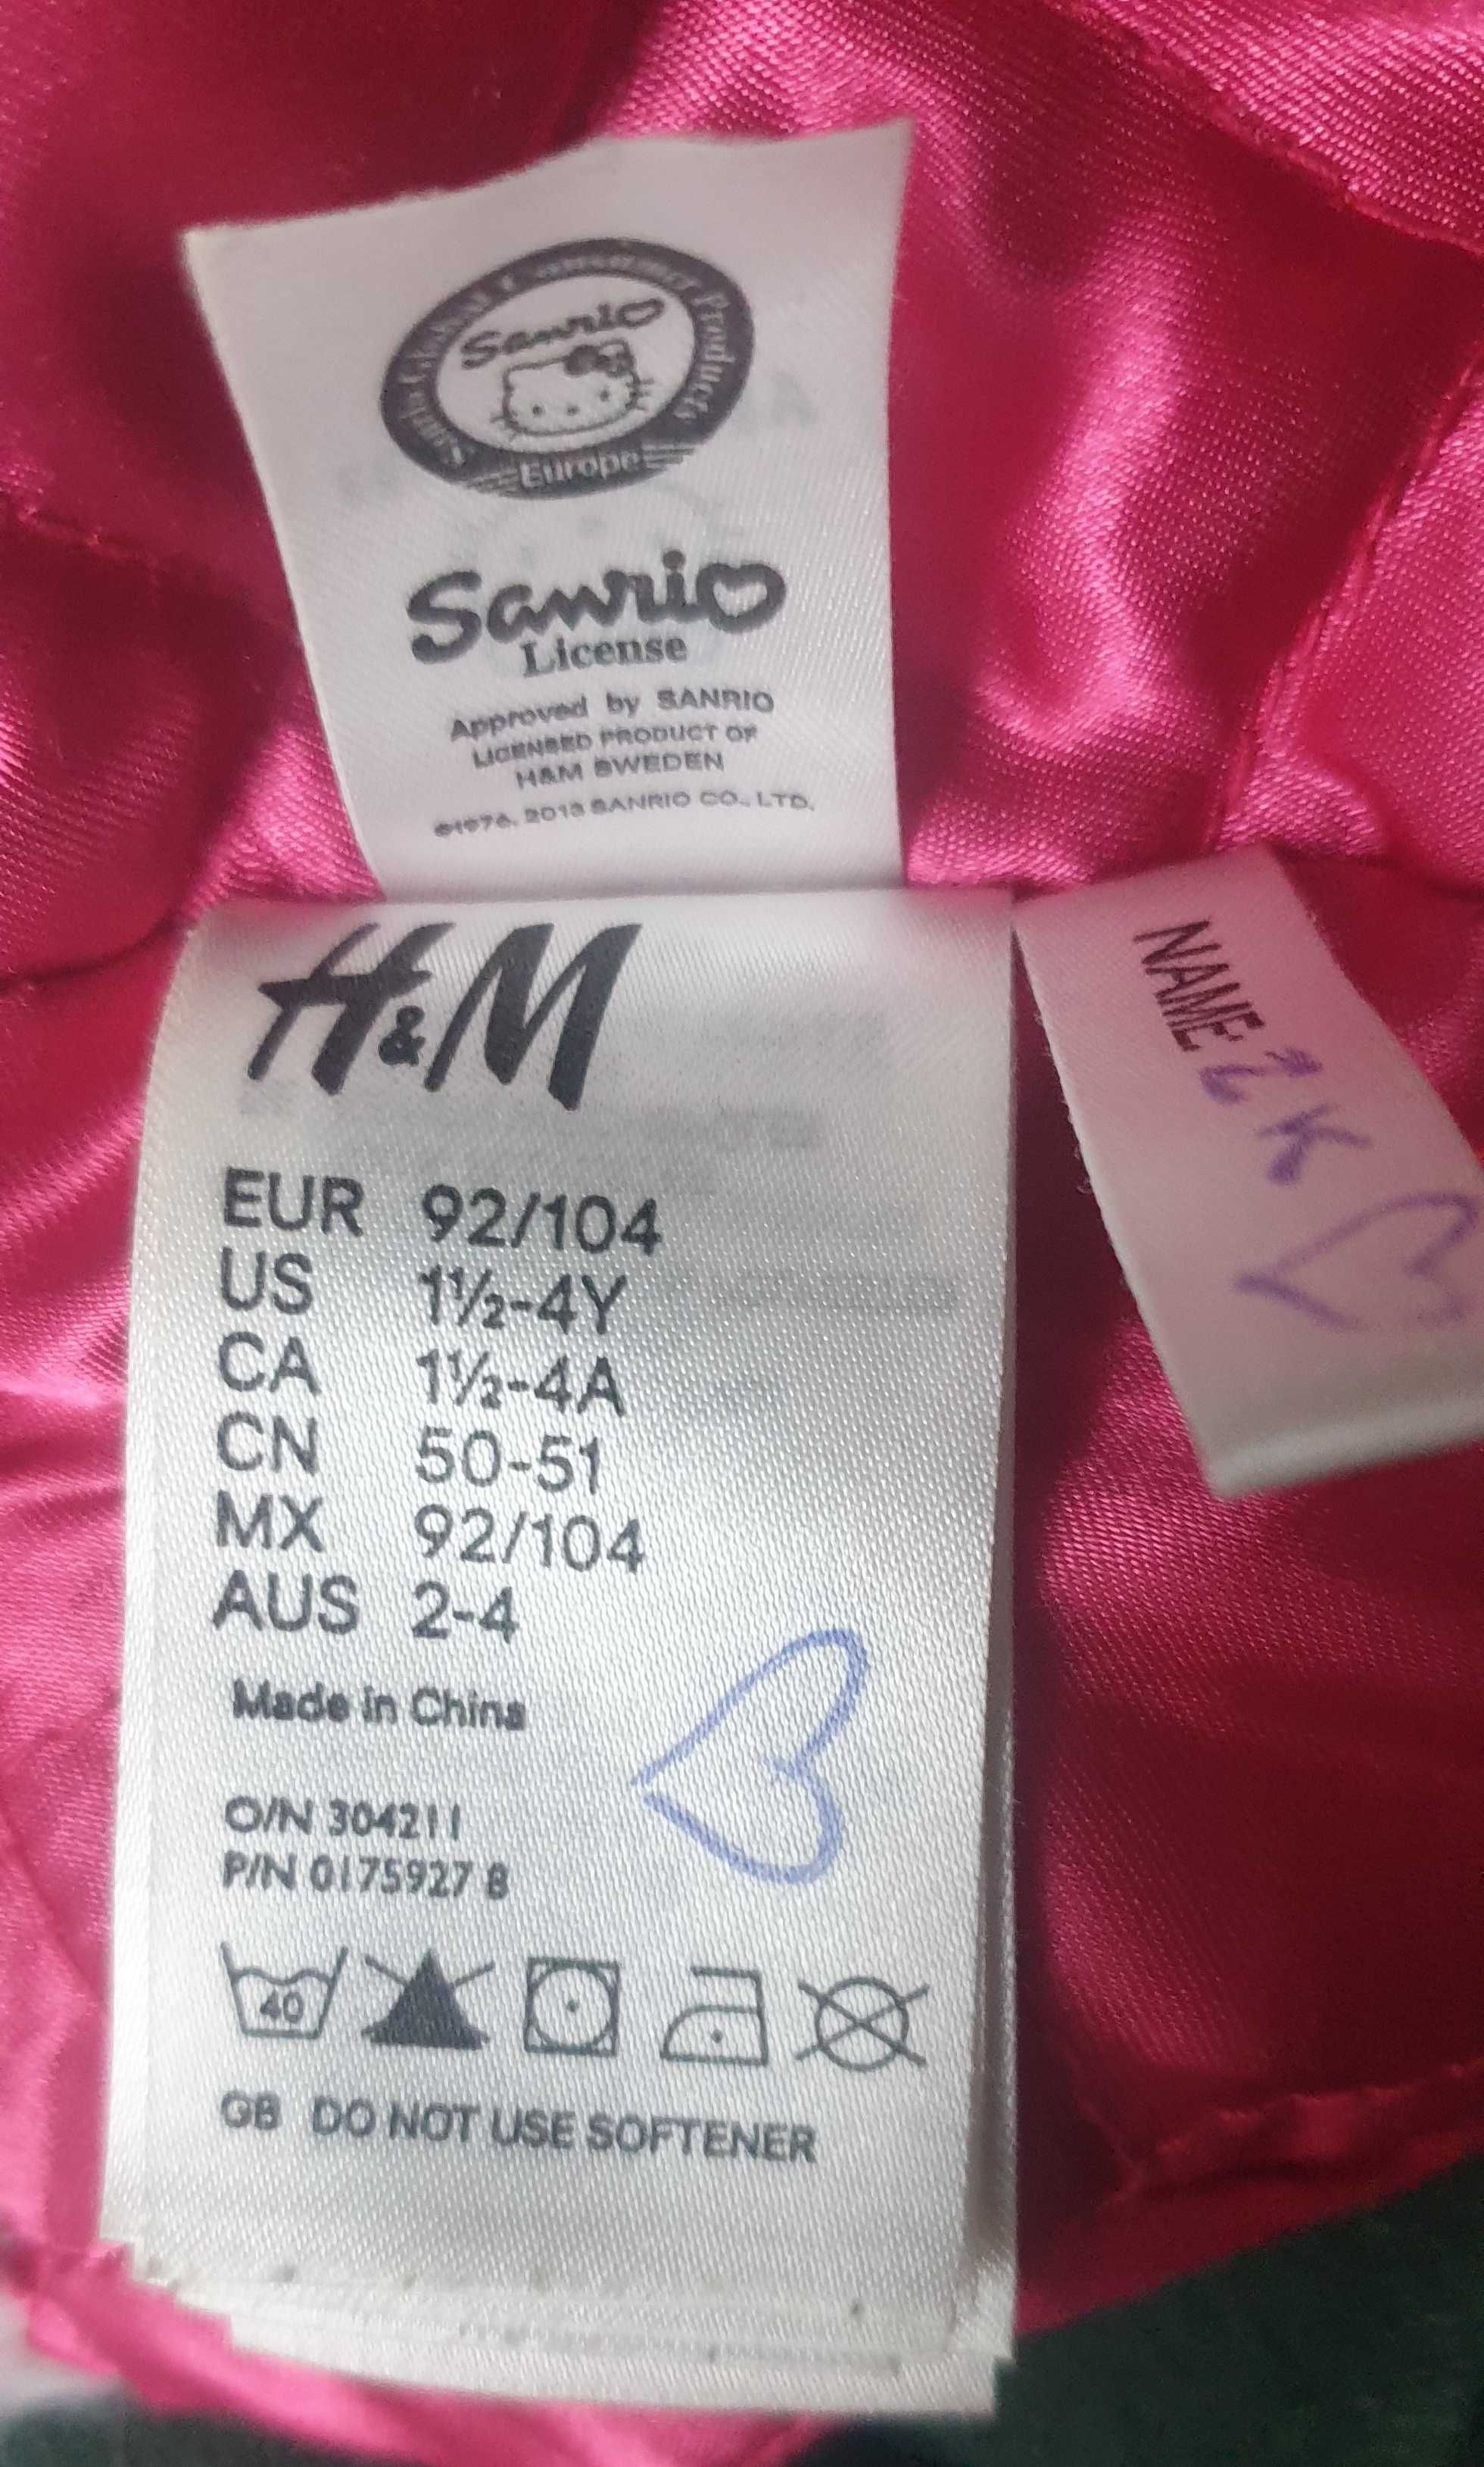 Products
Sanrio
Europe
Sanrio
License
Approved by SANRIO
LICENSED PRODUCT OF
H&M SWEDEN
©1976, 2013 SANRIO CO., LTD.
H&M
EUR 92/104
US 1½-4Y
CA 1½-4A
CN 50-51
MX 92/104
AUS 2-4
Made in China
O/N 304211
P/N 0175927 8
40
GB DO NOT USE SOFTENER
NAME: